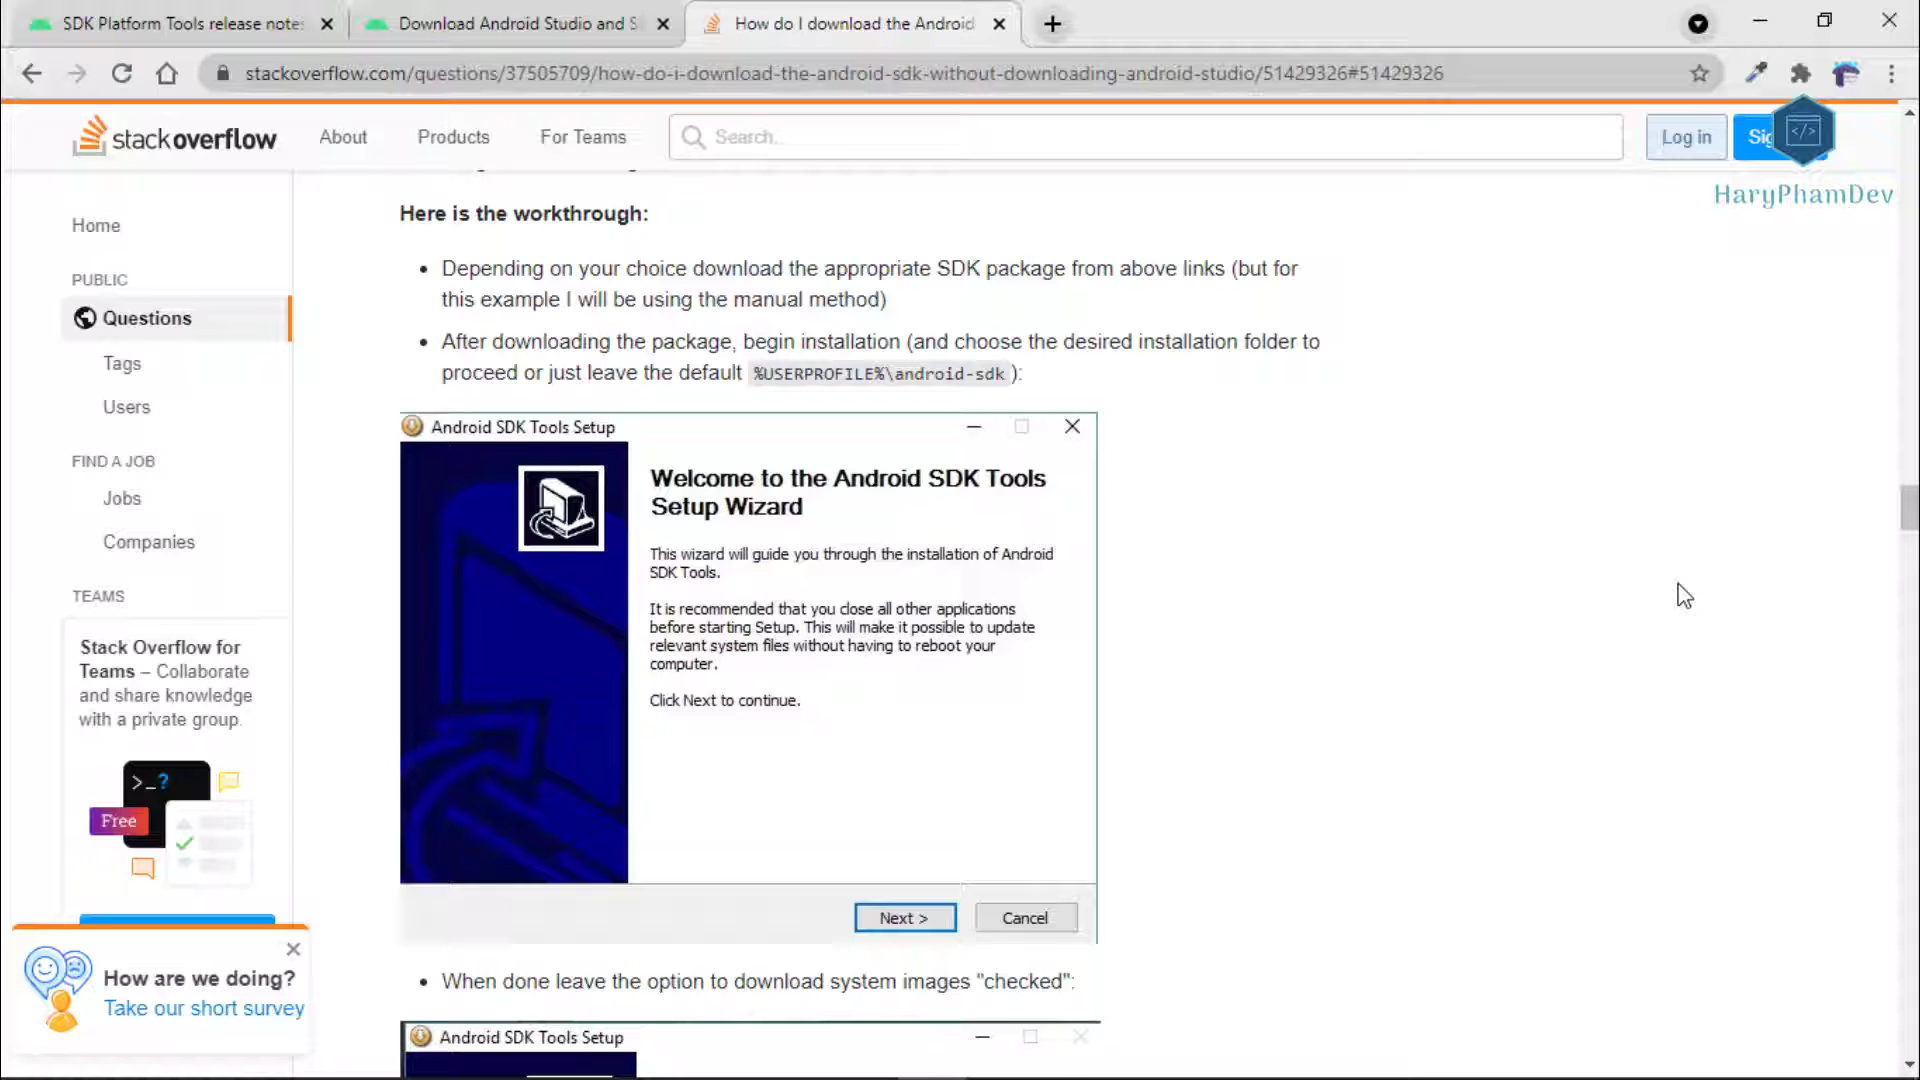 SDK Platform Tools release notes
Download Android Studio and S
How do I download the Android
stackoverflow.com/questions/37505709/how-do-i-download-the-android-sdk-without-downloading-android-studio/51429326#51429326
stackoverflow
About
Products
For Teams
Search..
Log in
Sig
HaryPhamDev
Home
PUBLIC
Questions
Tags
Users
FIND A JOB
Jobs
Companies
TEAMS
Stack Overflow for
Teams – Collaborate
and share knowledge
with a private group.
>_?
Free
How are we doing?
Take our short survey
Here is the workthrough:
Depending on your choice download the appropriate SDK package from above links (but for
this example I will be using the manual method)
After downloading the package, begin installation (and choose the desired installation folder to
proceed or just leave the default %USERPROFILE%\android-sdk ):
Android SDK Tools Setup
Welcome to the Android SDK Tools
Setup Wizard
This wizard will guide you through the installation of Android
SDK Tools.
It is recommended that you close all other applications
before starting Setup. This will make it possible to update
relevant system files without having to reboot your
computer.
Click Next to continue.
Next >
Cancel
When done leave the option to download system images "checked":
Android SDK Tools Setup